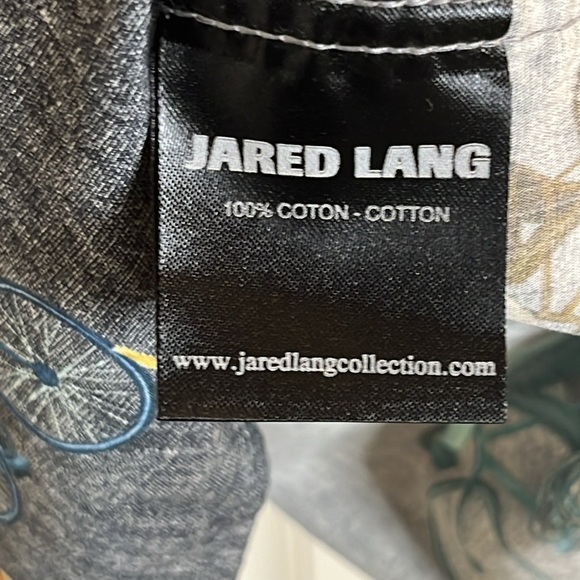 JARED LANG
100% COTON - COTTON
www.jaredlangcollection.com